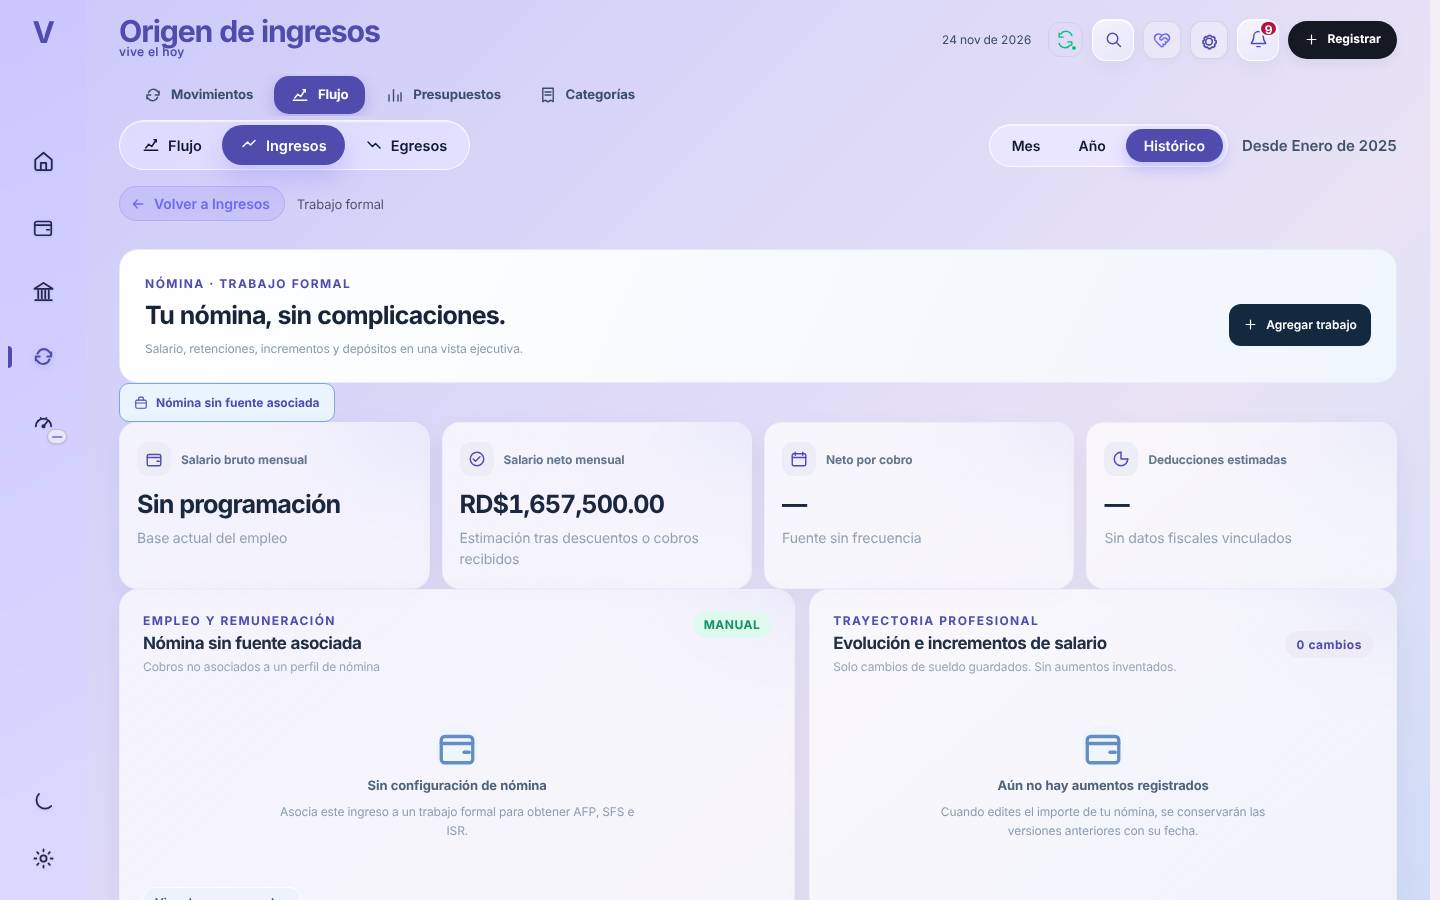 V
Origen de ingresos
vive el hoy
24 nov de 2026
9
Registrar
Movimientos
Flujo
Presupuestos
Categorías
Flujo
Ingresos
Egresos
Mes
Año
Histórico
Desde Enero de 2025
Volver a Ingresos
Trabajo formal
NÓMINA · TRABAJO FORMAL
Tu nómina, sin complicaciones.
Salario, retenciones, incrementos y depósitos en una vista ejecutiva.
Agregar trabajo
Nómina sin fuente asociada
Salario bruto mensual
Sin programación
Base actual del empleo
Salario neto mensual
RD$1,657,500.00
Estimación tras descuentos o cobros
recibidos
Neto por cobro
—
Fuente sin frecuencia
Deducciones estimadas
—
Sin datos fiscales vinculados
EMPLEO Y REMUNERACIÓN
Nómina sin fuente asociada
Cobros no asociados a un perfil de nómina
MANUAL
Sin configuración de nómina
Asocia este ingreso a un trabajo formal para obtener AFP, SFS e
ISR.
TRAYECTORIA PROFESIONAL
Evolución e incrementos de salario
Solo cambios de sueldo guardados. Sin aumentos inventados.
0 cambios
Aún no hay aumentos registrados
Cuando edites el importe de tu nómina, se conservarán las
versiones anteriores con su fecha.